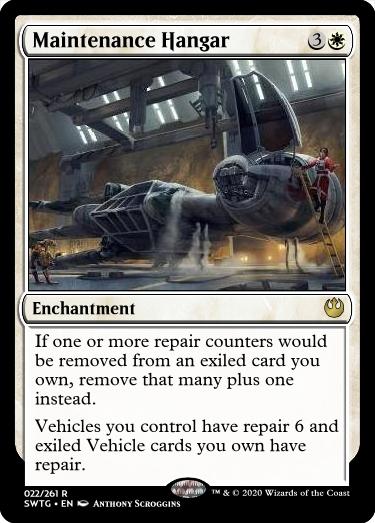 Maintenance Hangar 3
Enchantment
If one or more repair counters would
be removed from an exiled card you
own, remove that many plus one
instead.
Vehicles you control have repair 6 and
exiled Vehicle cards you own have
repair.
022/261 R
SWTG • EN Anthony Scroggins
™ & © 2020 Wizards of the Coast